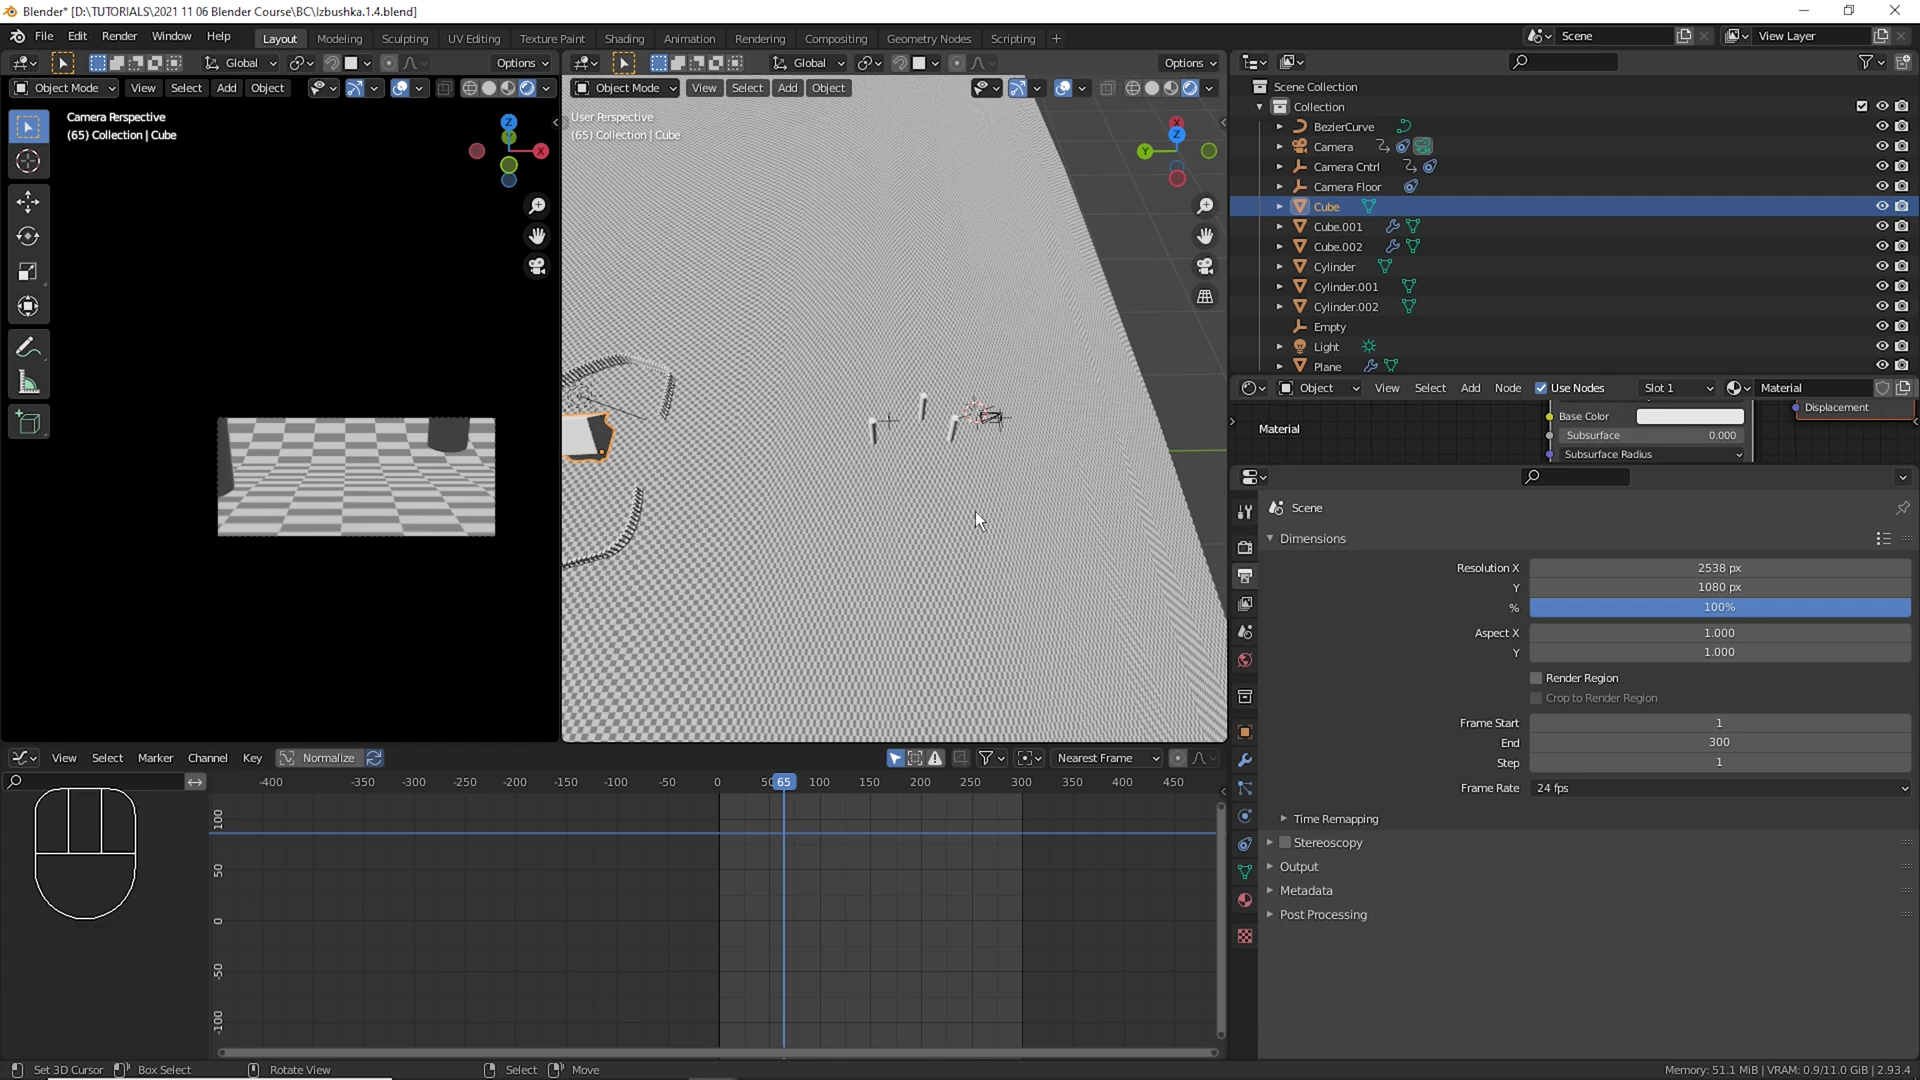 Blender* [D:\TUTORIALS\2021 11 06 Blender Course\BC\Izbushka.1.4.blend]
File Edit Render Window Help
Layout Modeling Sculpting UV Editing Texture Paint Shading Animation Rendering Compositing Geometry Nodes Scripting +
Scene
View Layer
Global
Options
Object Mode View Select Add Object
Camera Perspective
(65) Collection | Cube
Z
X
Global
Options
Object Mode View Select Add Object
User Perspective
(65) Collection | Cube
X
Z
Y
Scene Collection
Collection
BezierCurve
Camera
Camera Cntrl
Camera Floor
Cube
Cube.001
Cube.002
Cylinder
Cylinder.001
Cylinder.002
Empty
Light
Plane
Object View Select Add Node Use Nodes Slot 1 Material
Displacement
Base Color
Material
Subsurface 0.000
Subsurface Radius
Scene
Dimensions
Resolution X 2538 px
Y 1080 px
% 100%
Aspect X 1.000
Y 1.000
Render Region
Crop to Render Region
Frame Start 1
End 300
Step 1
Frame Rate 24 fps
Time Remapping
Stereoscopy
Output
Metadata
Post Processing
View Select Marker Channel Key Normalize
Nearest Frame
-400 -350 -300 -250 -200 -150 -100 -50 0 65 100 150 200 250 300 350 400 450
100
50
0
-50
-100
Set 3D Cursor Box Select Rotate View Select Move
Memory: 51.1 MiB | VRAM: 0.9/11.0 GiB | 2.93.4